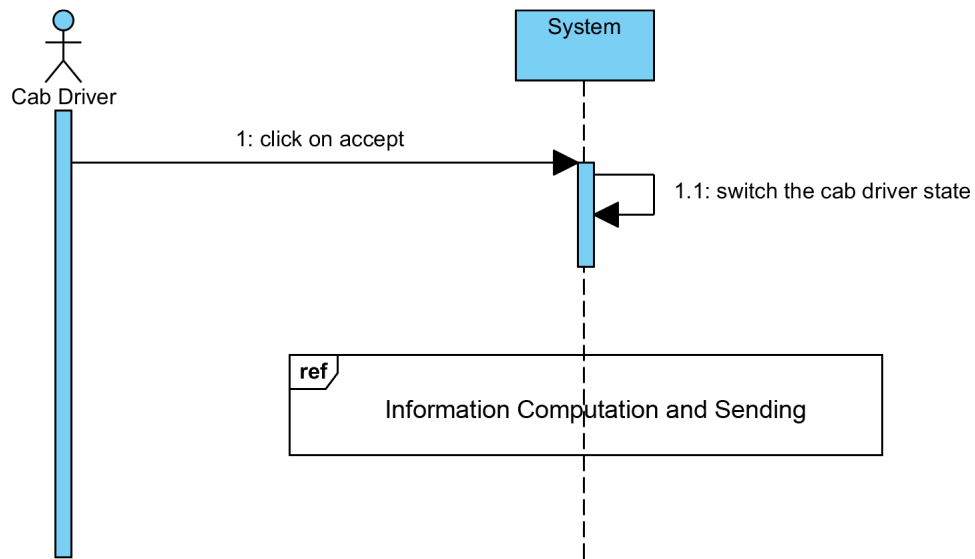 System
Cab Driver
1: click on accept
1.1: switch the cab driver state
ref
Information Computation and Sending